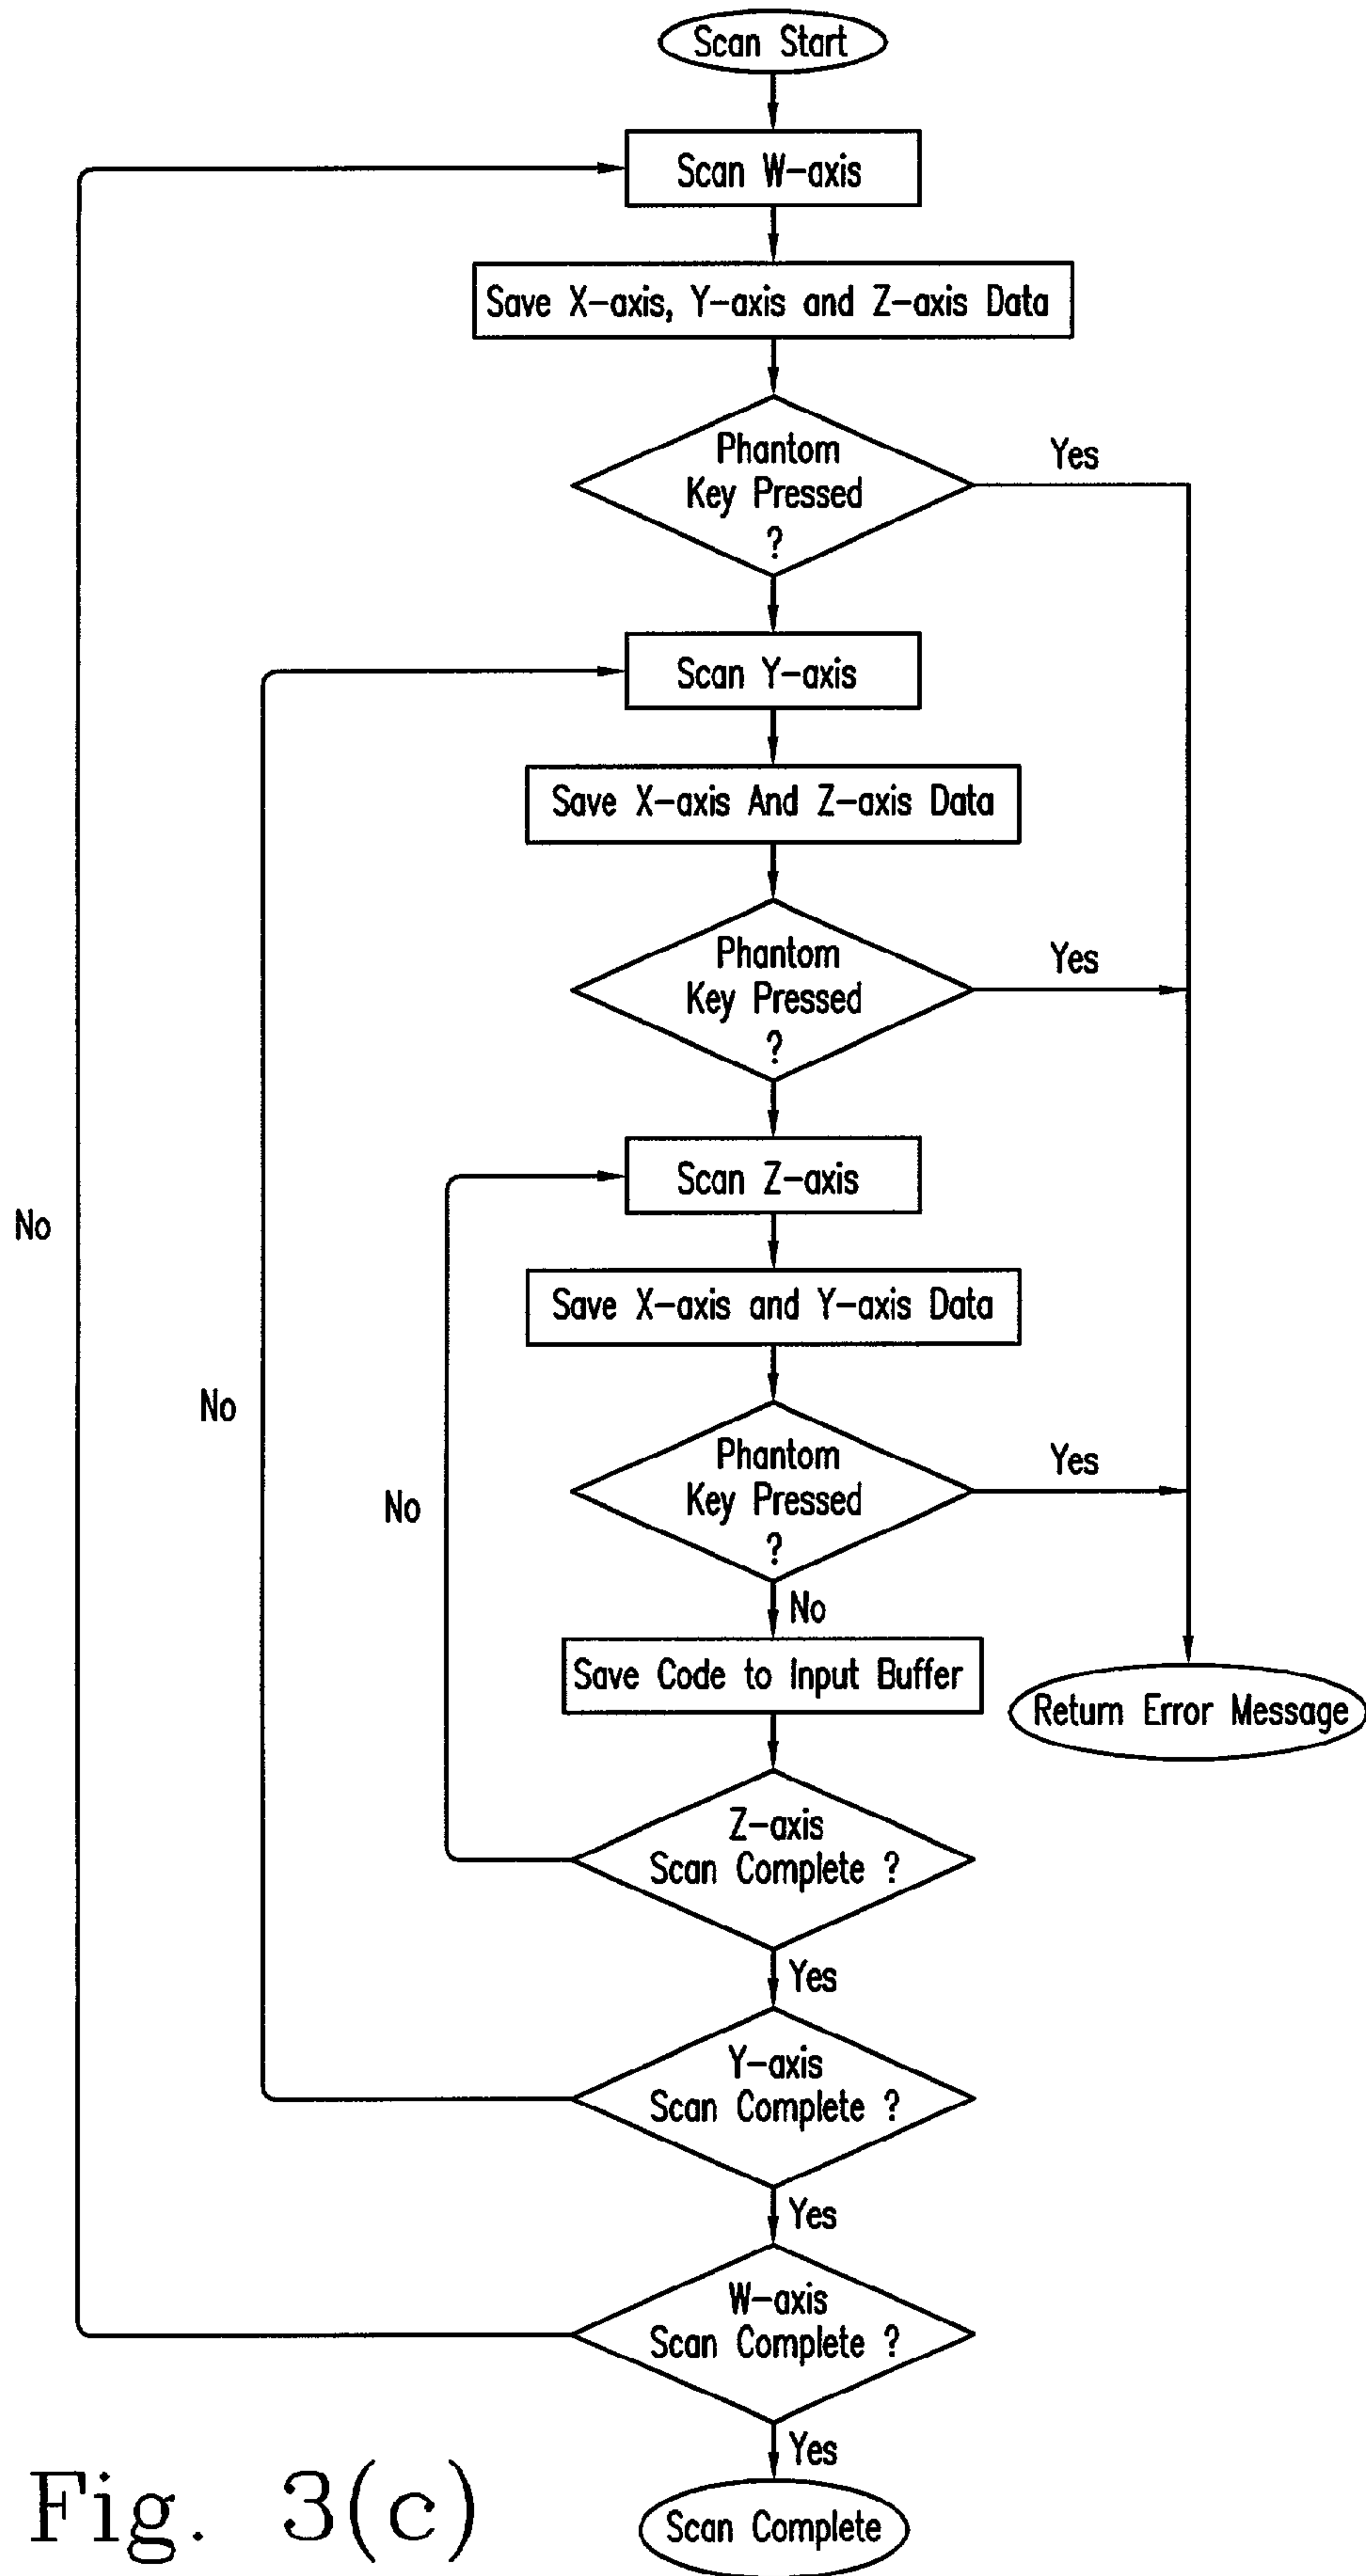 Scan Start
Scan W-axis
Save X-axis, Y-axis and Z-axis Data
Phantom
Key Pressed
?
Yes
Scan Y-axis
Save X-axis And Z-axis Data
Phantom
Key Pressed
?
Yes
Scan Z-axis
No
Save X-axis and Y-axis Data
No
Phantom
Key Pressed
?
Yes
No
No
Save Code to Input Buffer
Return Error Message
Z-axis
Scan Complete ?
Yes
Y-axis
Scan Complete ?
Yes
W-axis
Scan Complete ?
Yes
Scan Complete
Fig. 3(c)